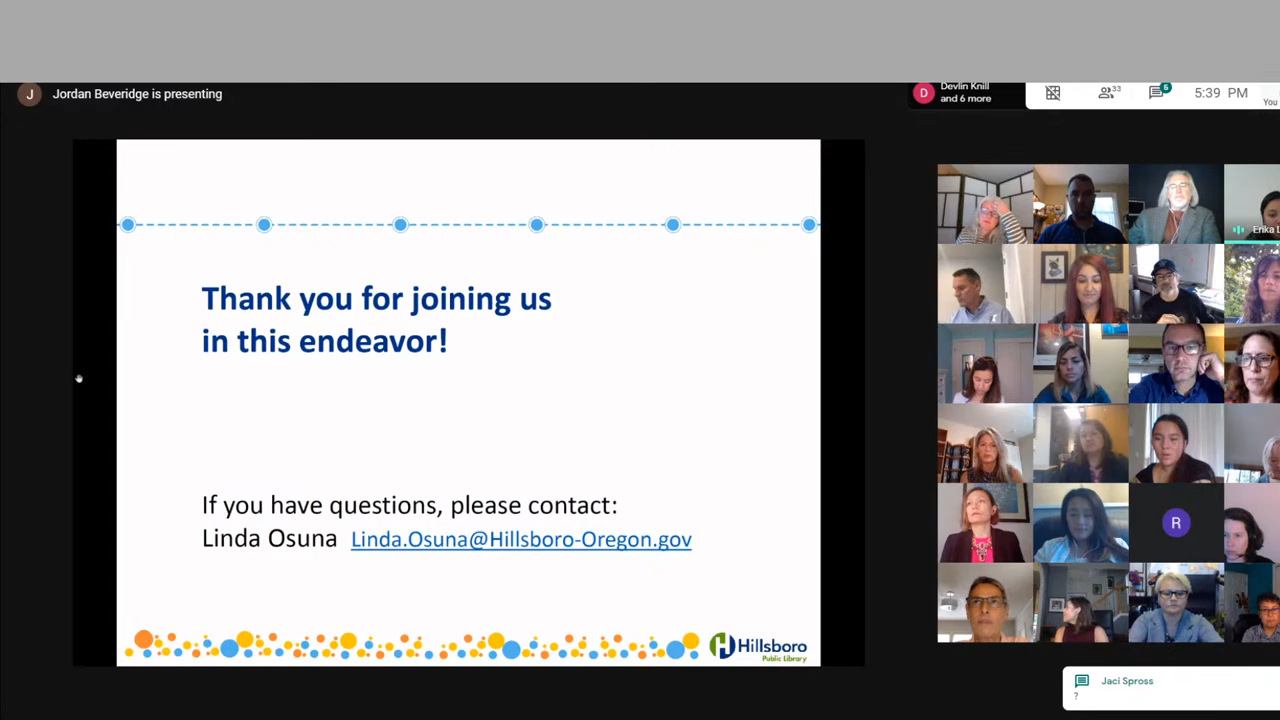 J
Jordan Beveridge is presenting
D
Devlin Knill
and 6 more
33
5
5:39 PM
You
Erika L
Thank you for joining us
in this endeavor!
If you have questions, please contact:
Linda Osuna Linda.Osuna@Hillsboro-Oregon.gov
Hillsboro
Public Library
R
Jaci Spross
?